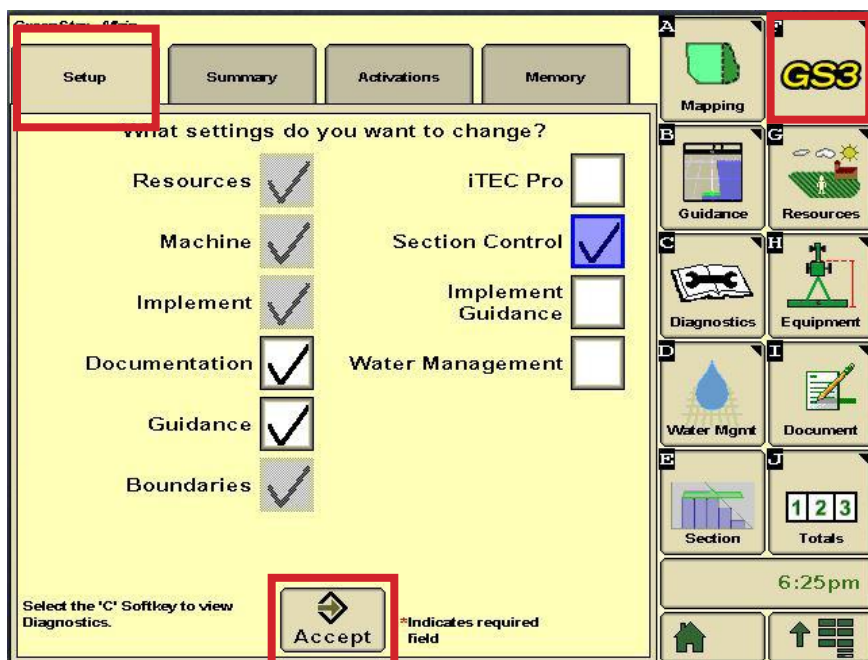 GreenStar - Main
Setup
Summary
Activations
Memory
What settings do you want to change?
Resources
Machine
Implement
Documentation
Guidance
Boundaries
iTEC Pro
Section Control
Implement
Guidance
Water Management
Select the 'C' Softkey to view
Diagnostics.
Accept
*Indicates required
field
A
Mapping
F
GS3
B
Guidance
G
Resources
C
Diagnostics
H
Equipment
D
Water Mgmt
I
Document
E
Section
J
1 2 3
Totals
6:25pm